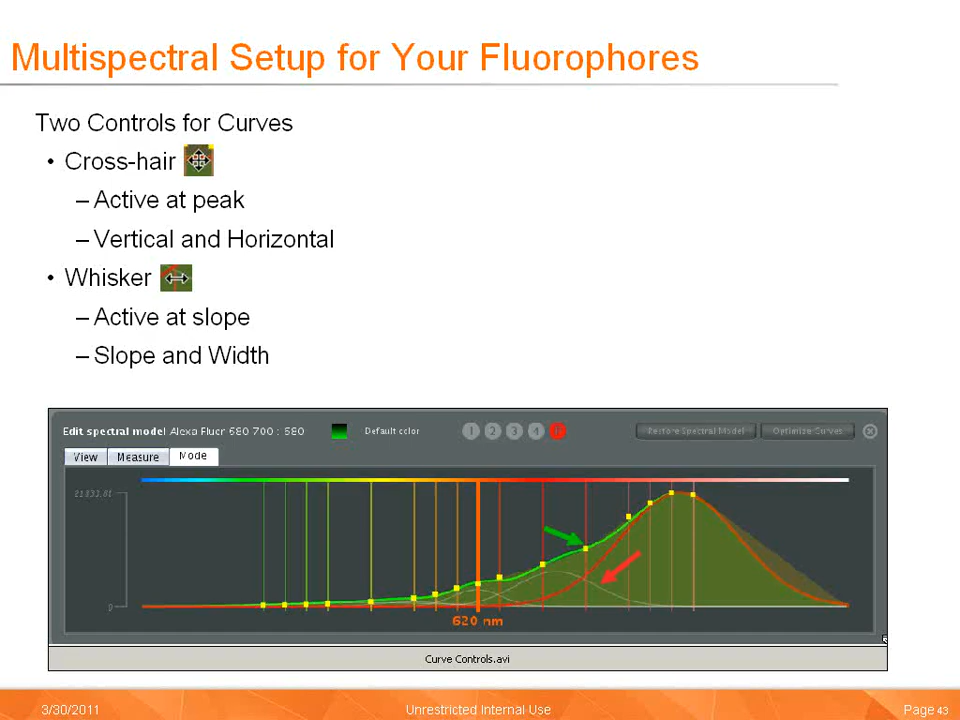 Multispectral Setup for Your Fluorophores
Two Controls for Curves
• Cross-hair
– Active at peak
– Vertical and Horizontal
• Whisker
– Active at slope
– Slope and Width
Edit spectral model Alexa Fluor 680 700 : 580 Default color 1 2 3 4 Restore Spectral Model Optimize Curves
View Measure Mode
0
620 nm
Curve Controls.avi
3/30/2011 Unrestricted Internal Use Page 43